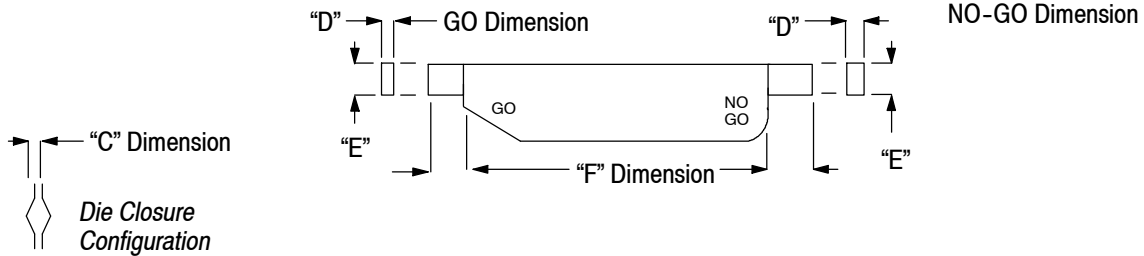 “D”
GO Dimension
“D”
NO-GO Dimension
GO
NO
GO
“E”
“E”
“C” Dimension
“F” Dimension
Die Closure
Configuration